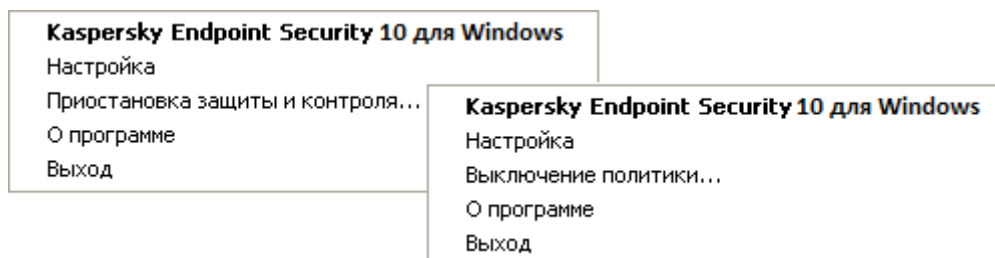 Kaspersky Endpoint Security 10 для Windows
Настройка
Приостановка защиты и контроля...
О программе
Выход
Kaspersky Endpoint Security 10 для Windows
Настройка
Выключение политики...
О программе
Выход